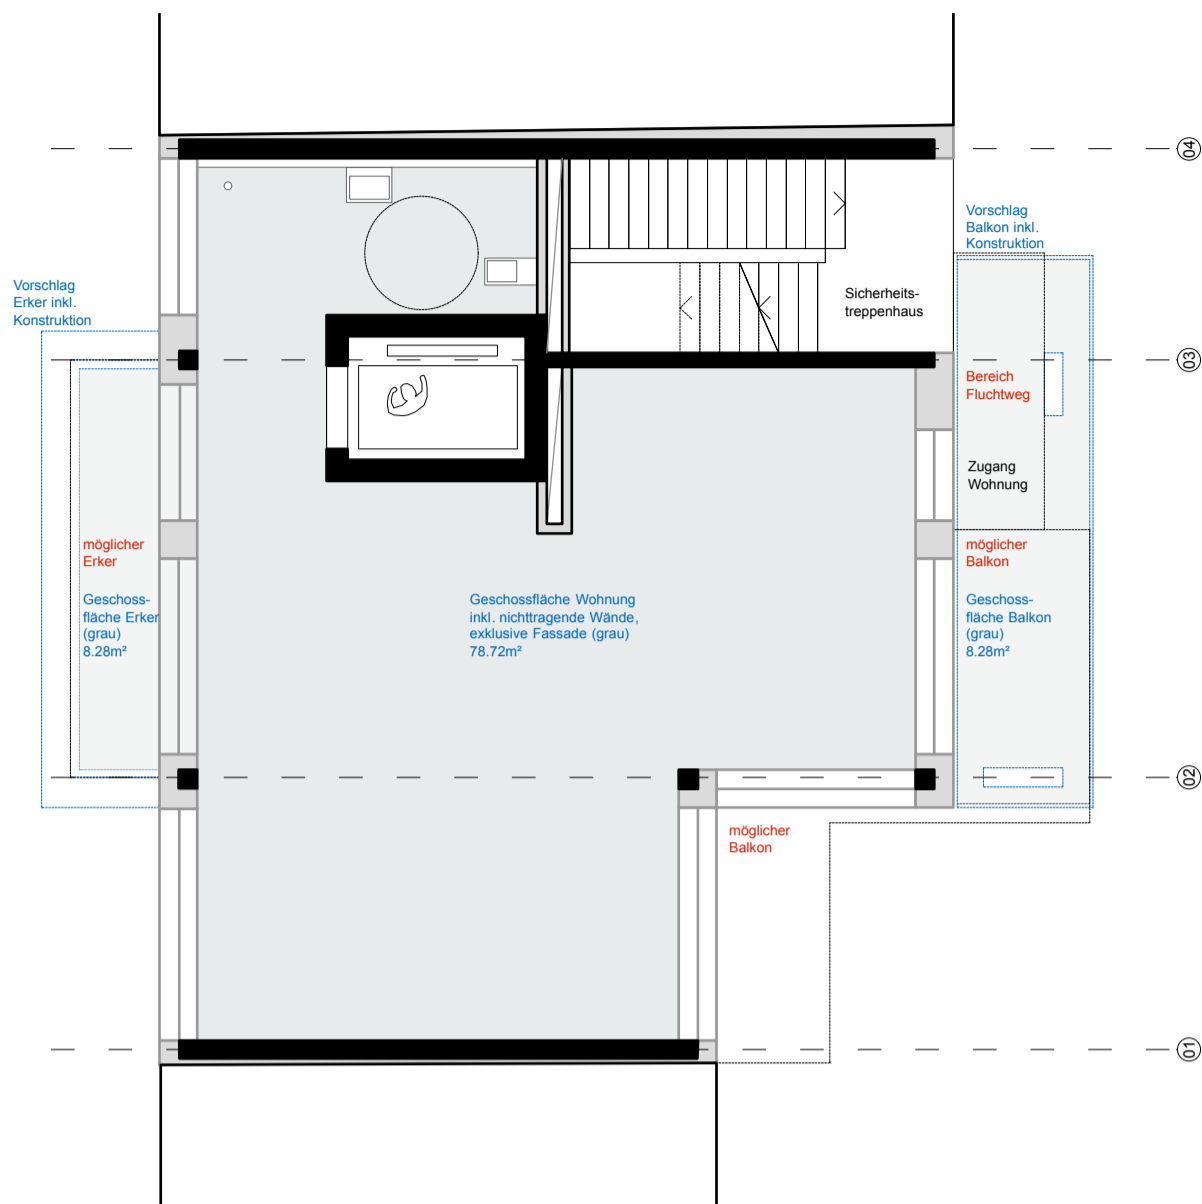 04
Vorschlag
Balkon inkl.
Konstruktion
Vorschlag
Erker inkl.
Konstruktion
Sicherheits-
treppenhaus
03
Bereich
Fluchtweg
Zugang
Wohnung
möglicher
Erker
Geschoss-
fläche Erker
(grau)
8.28m²
Geschossfläche Wohnung
inkl. nichttragende Wände,
exklusive Fassade (grau)
78.72m²
möglicher
Balkon
Geschoss-
fläche Balkon
(grau)
8.28m²
02
möglicher
Balkon
01